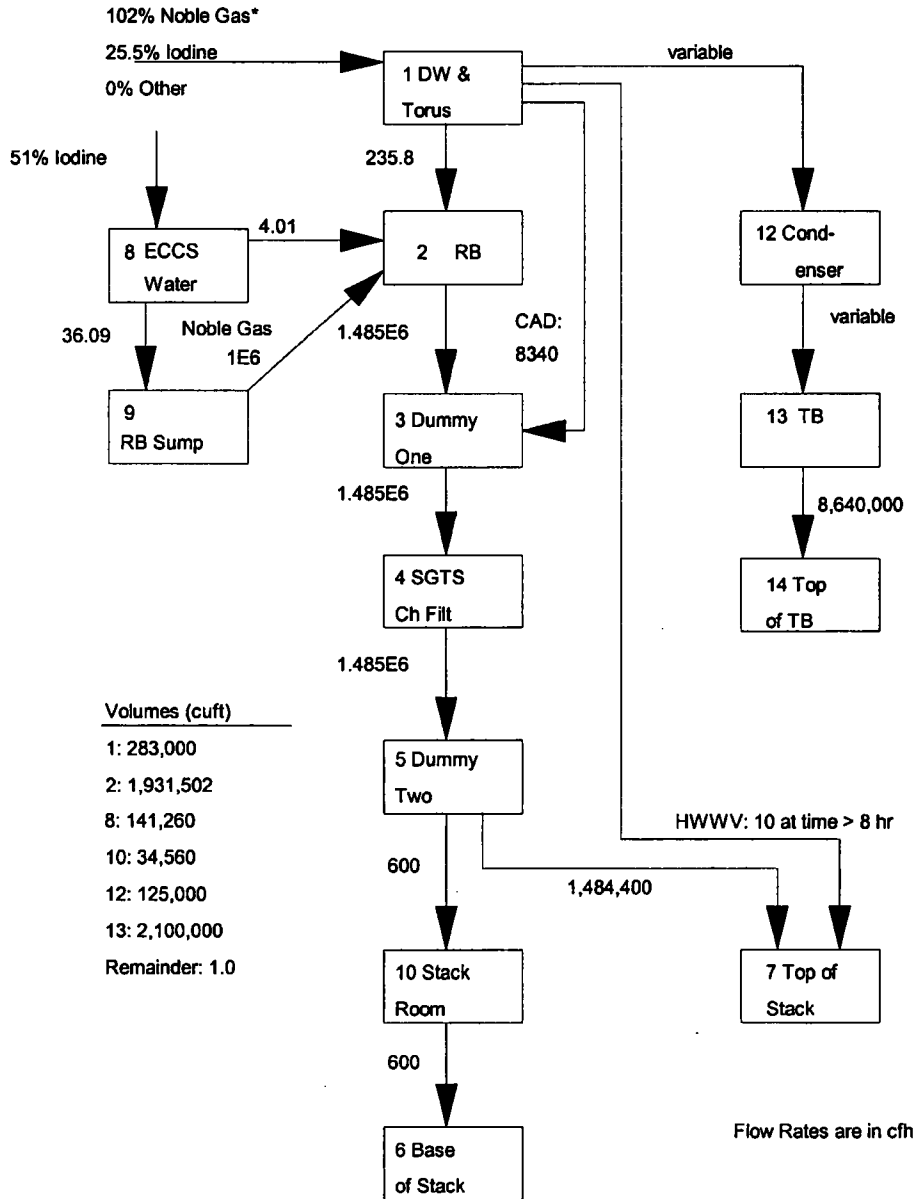 102% Noble Gas*
25.5% Iodine
0% Other
51% Iodine
1 DW &
Torus
variable
235.8
8 ECCS
Water
4.01
2 RB
12 Cond-
enser
36.09
Noble Gas
1E6
1.485E6
CAD:
8340
variable
9
RB Sump
3 Dummy
One
13 TB
1.485E6
8,640,000
4 SGTS
Ch Filt
14 Top
of TB
1.485E6
Volumes (cuft)
1: 283,000
2: 1,931,502
8: 141,260
10: 34,560
12: 125,000
13: 2,100,000
Remainder: 1.0
5 Dummy
Two
HWWV: 10 at time > 8 hr
600
1,484,400
10 Stack
Room
7 Top of
Stack
600
6 Base
of Stack
Flow Rates are in cfh